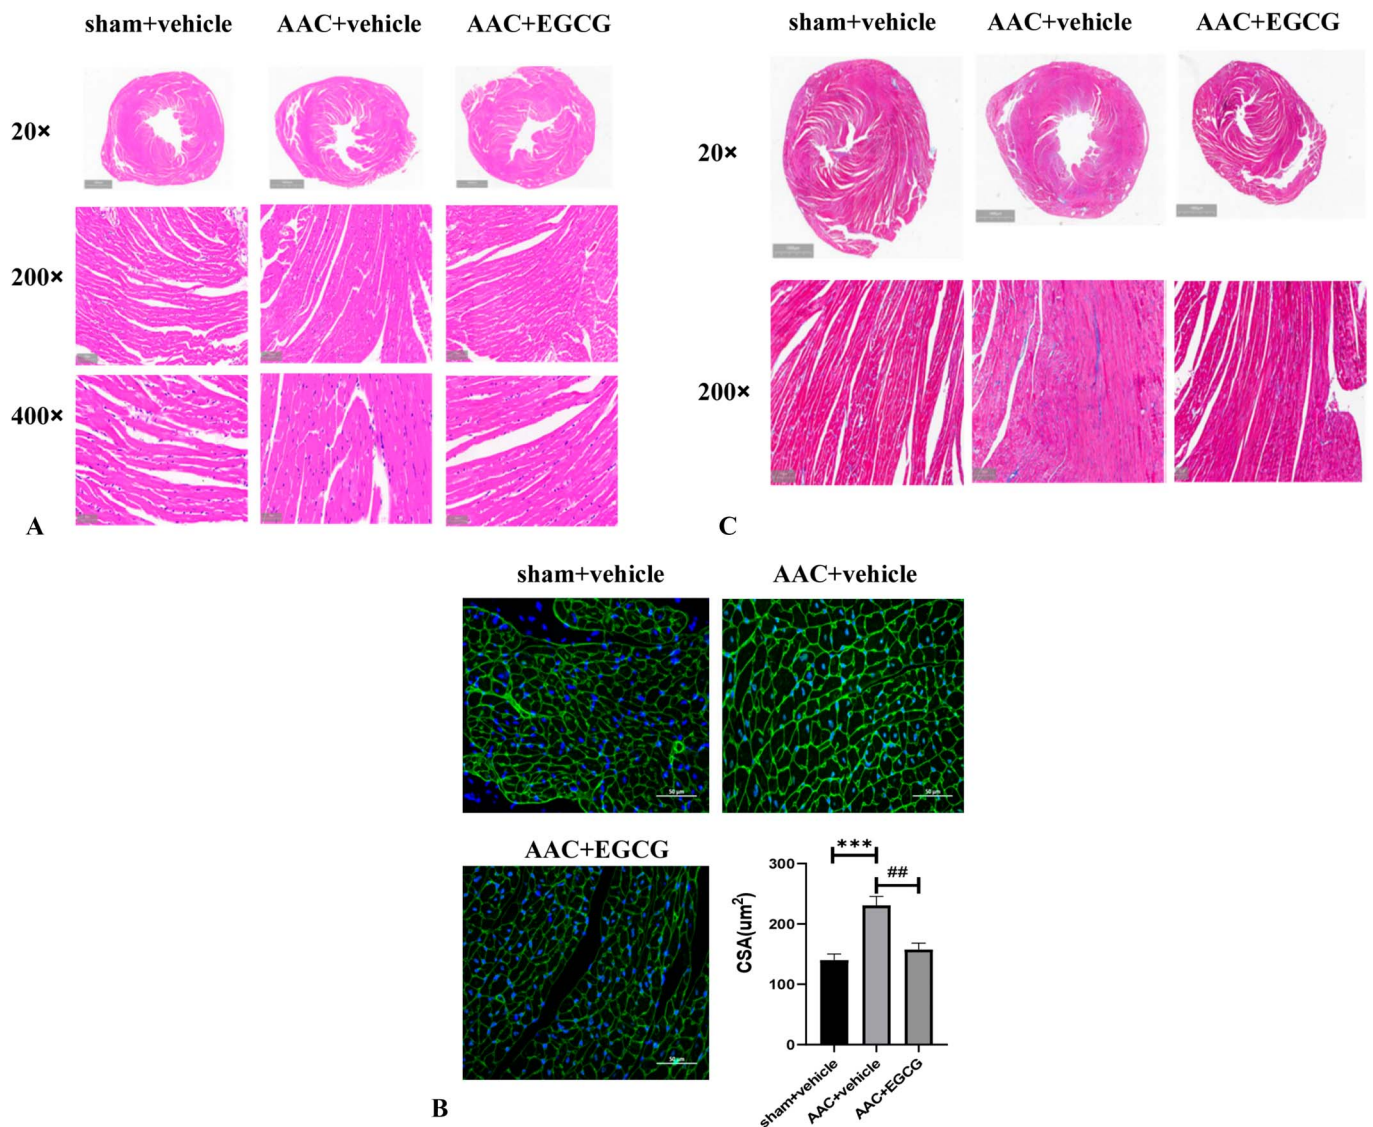 sham+vehicle AAC+vehicle AAC+EGCG
20×
200×
400×
A
sham+vehicle AAC+vehicle AAC+EGCG
20×
200×
C
sham+vehicle AAC+vehicle
50 µm 50 µm
AAC+EGCG
50 µm
B
***
##
300
200
100
0
CSA(um²)
sham+vehicle
AAC+vehicle
AAC+EGCG